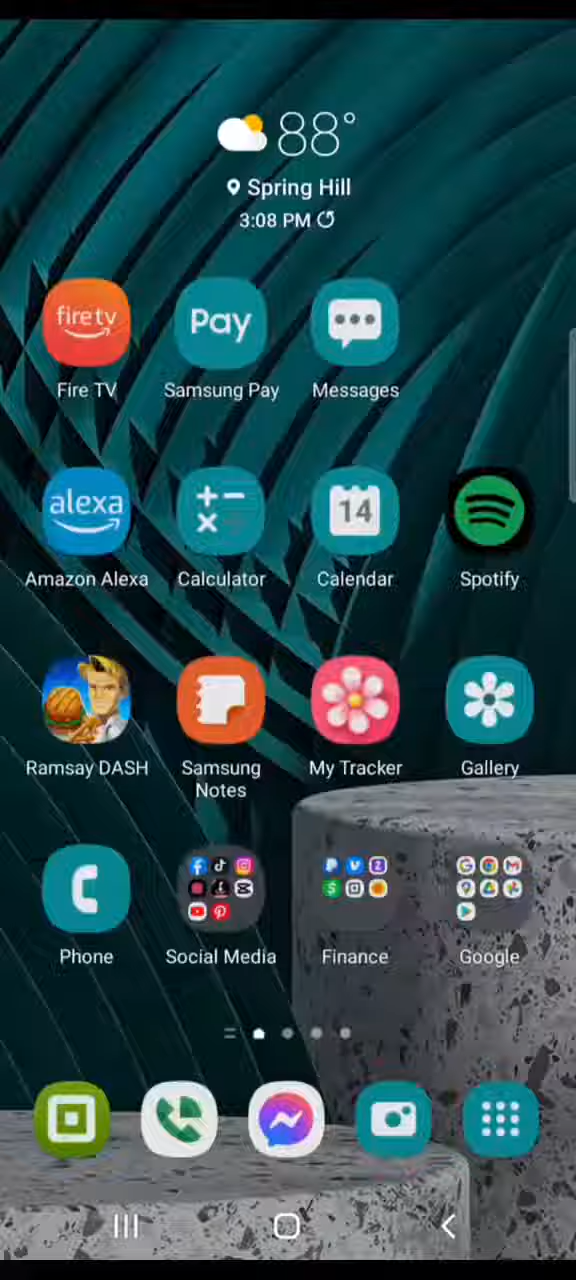 88°
Spring Hill
3:08 PM
fire tv
Pay
Fire TV
Samsung Pay
Messages
alexa
14
Amazon Alexa
Calculator
Calendar
Spotify
Ramsay DASH
Samsung
Notes
My Tracker
Gallery
Phone
Social Media
Finance
Google